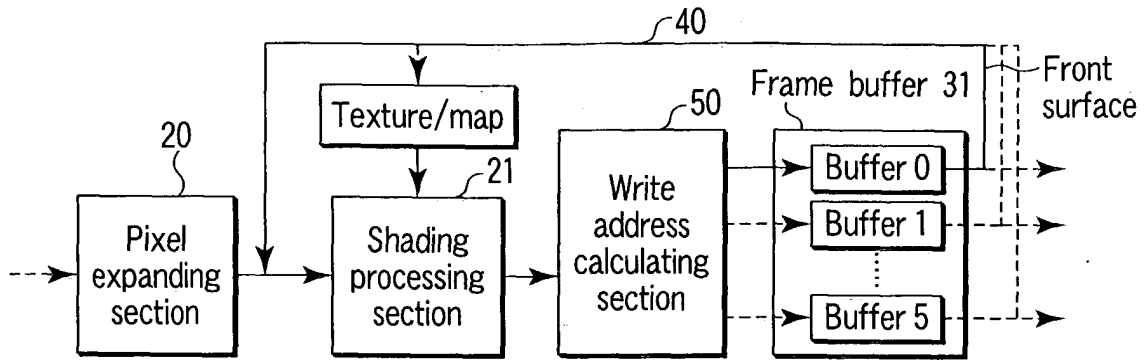 40
Front
surface
Frame buffer 31
Texture/map
50
20
21
Pixel
expanding
section
Shading
processing
section
Write
address
calculating
section
Buffer 0
Buffer 1
Buffer 5